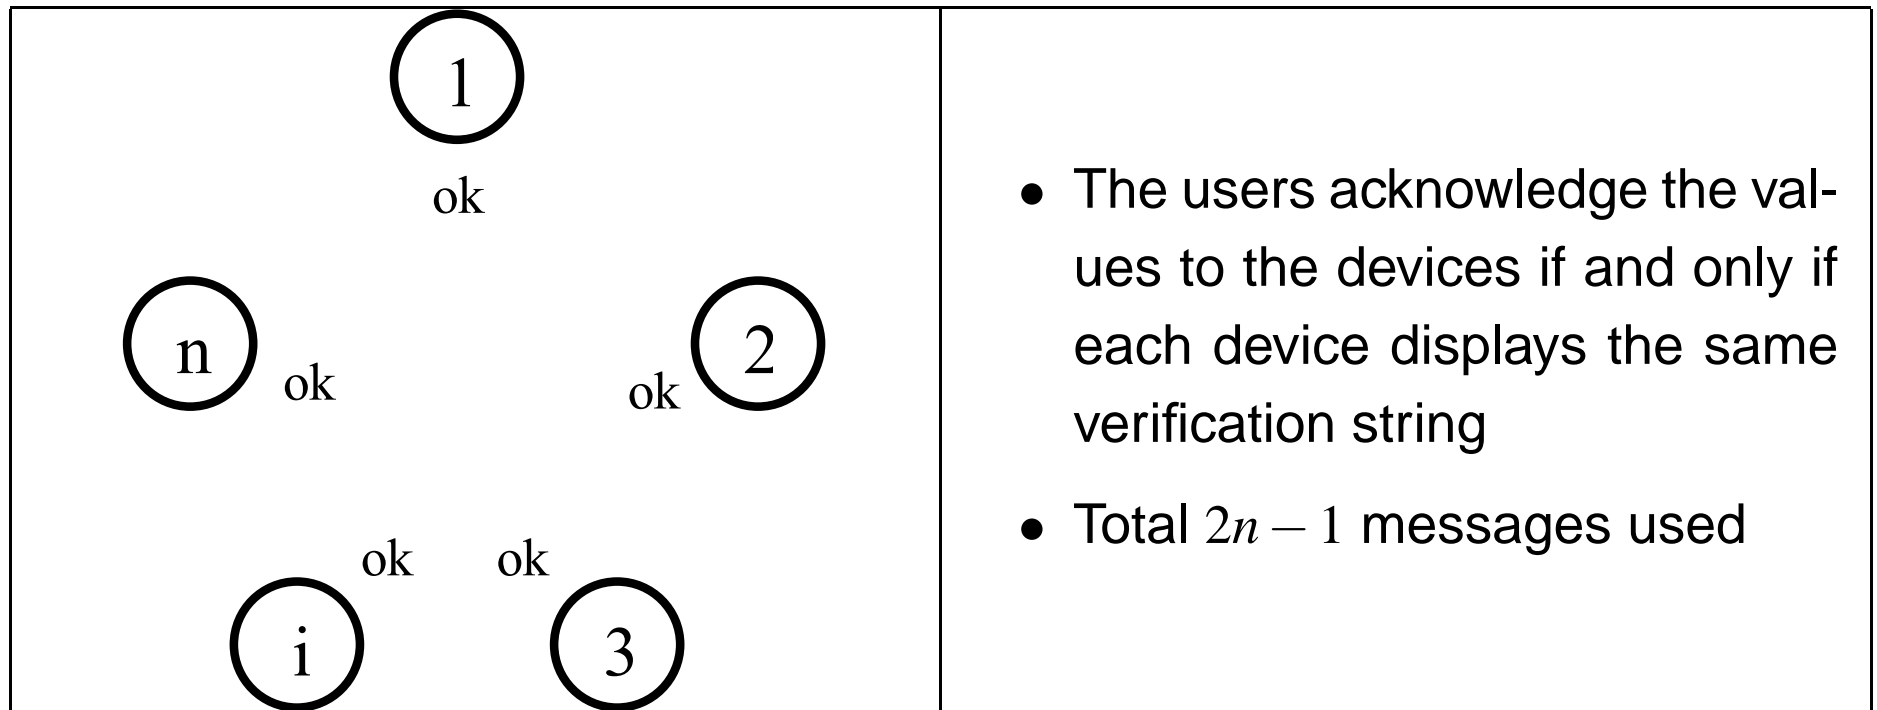 1
ok
n
ok
ok
2
ok
ok
i
3
• The users acknowledge the val-
ues to the devices if and only if
each device displays the same
verification string
• Total 2n − 1 messages used